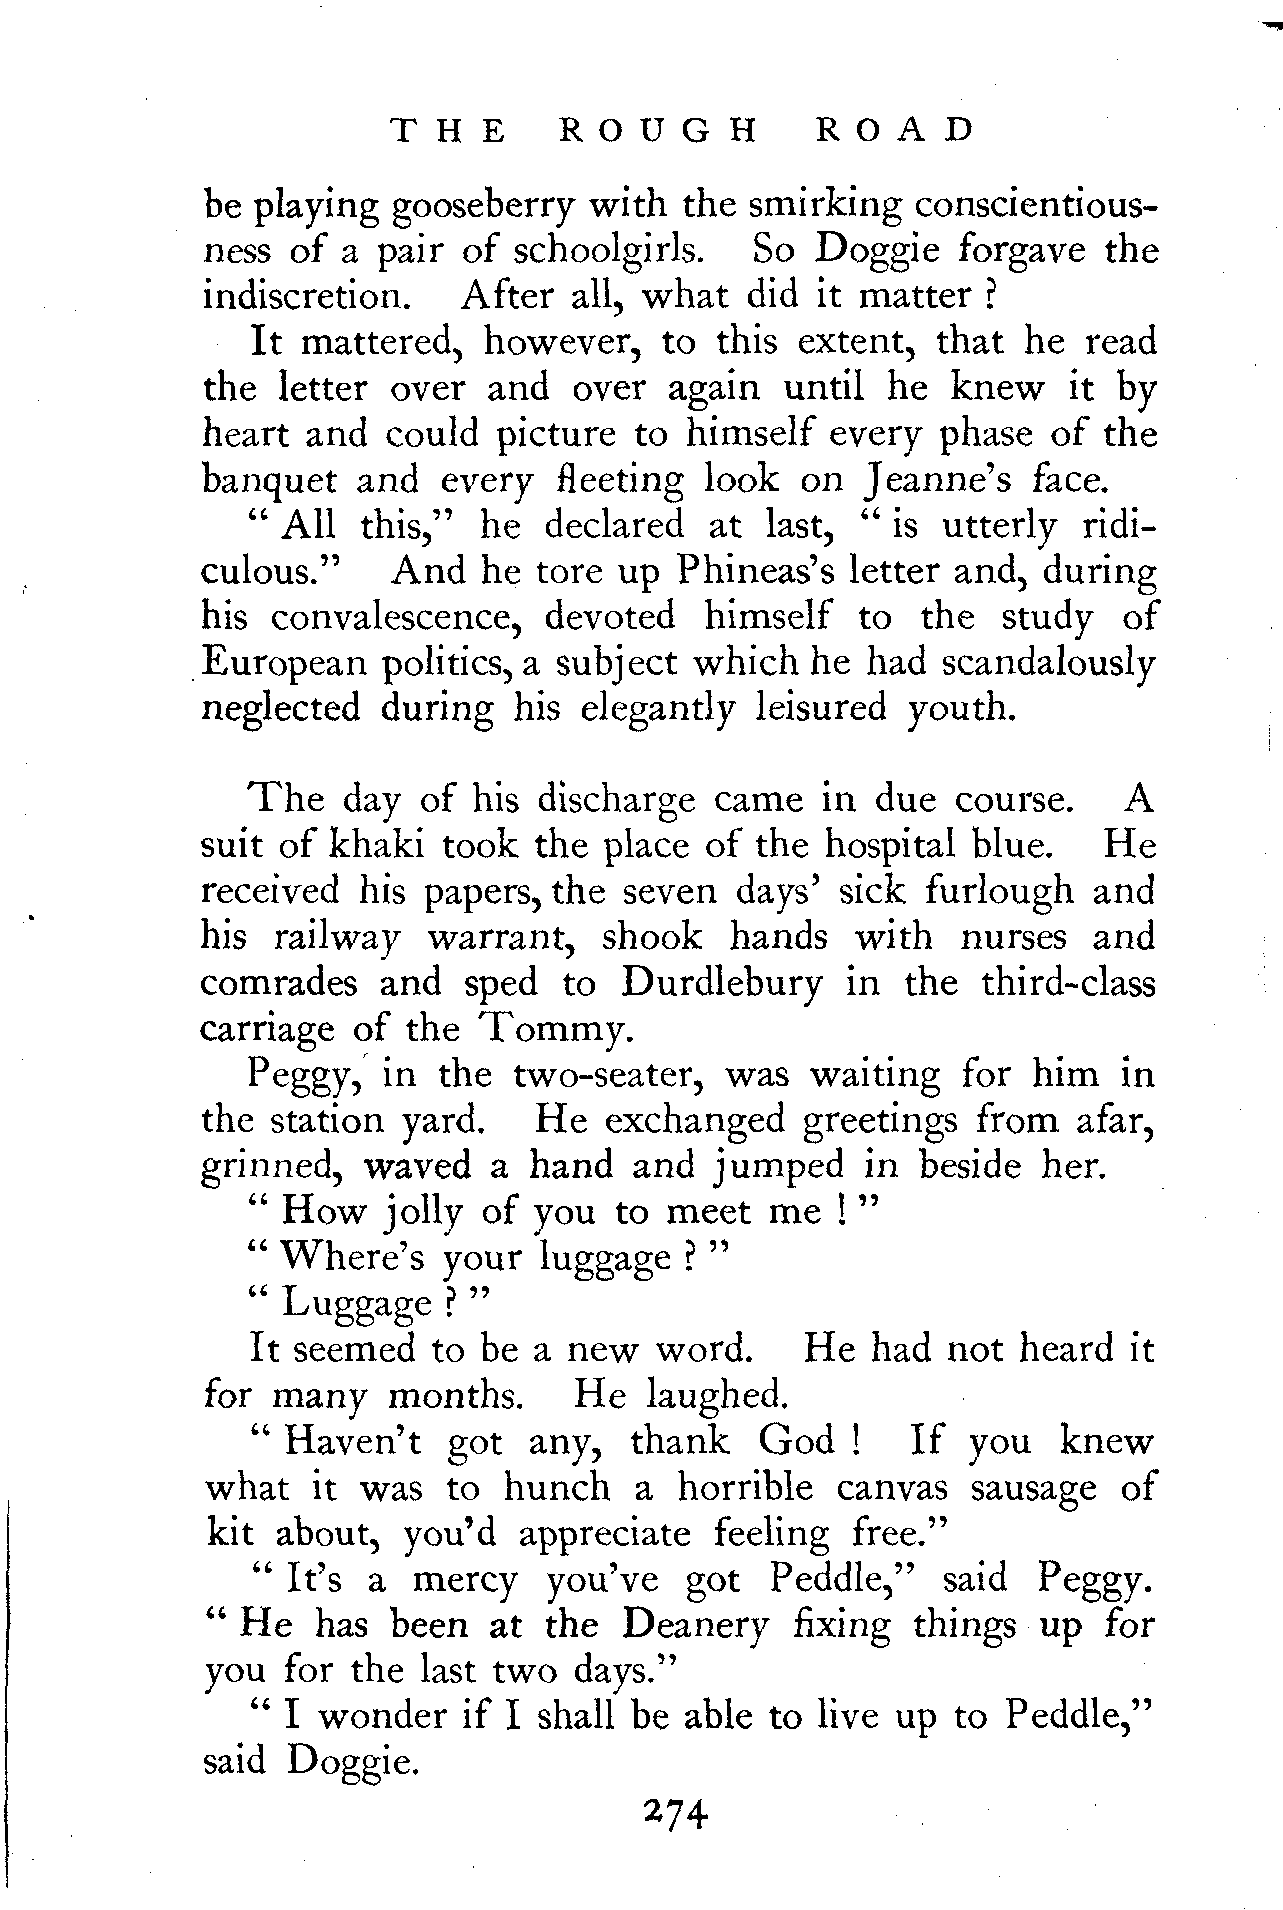 THE ROUGH ROAD
be playing gooseberry with the smirking conscientious-
ness of a pair of schoolgirls. So Doggie forgave the
indiscretion. After all, what did it matter ?
It mattered, however, to this extent, that he read
the letter over and over again until he knew it by
heart and could picture to himself every phase of the
banquet and every fleeting look on Jeanne's face.
“ All this,” he declared at last, “ is utterly ridi-
culous.” And he tore up Phineas's letter and, during
his convalescence, devoted himself to the study of
European politics, a subject which he had scandalously
neglected during his elegantly leisured youth.
The day of his discharge came in due course. A
suit of khaki took the place of the hospital blue. He
received his papers, the seven days' sick furlough and
his railway warrant, shook hands with nurses and
comrades and sped to Durdlebury in the third-class
carriage of the Tommy.
Peggy, in the two-seater, was waiting for him in
the station yard. He exchanged greetings from afar,
grinned, waved a hand and jumped in beside her.
“ How jolly of you to meet me ! ”
“ Where's your luggage ? ”
“ Luggage ? ”
It seemed to be a new word. He had not heard it
for many months. He laughed.
“ Haven't got any, thank God ! If you knew
what it was to hunch a horrible canvas sausage of
kit about, you'd appreciate feeling free.”
“ It's a mercy you've got Peddle,” said Peggy.
“ He has been at the Deanery fixing things up for
you for the last two days.”
“ I wonder if I shall be able to live up to Peddle,”
said Doggie.
274